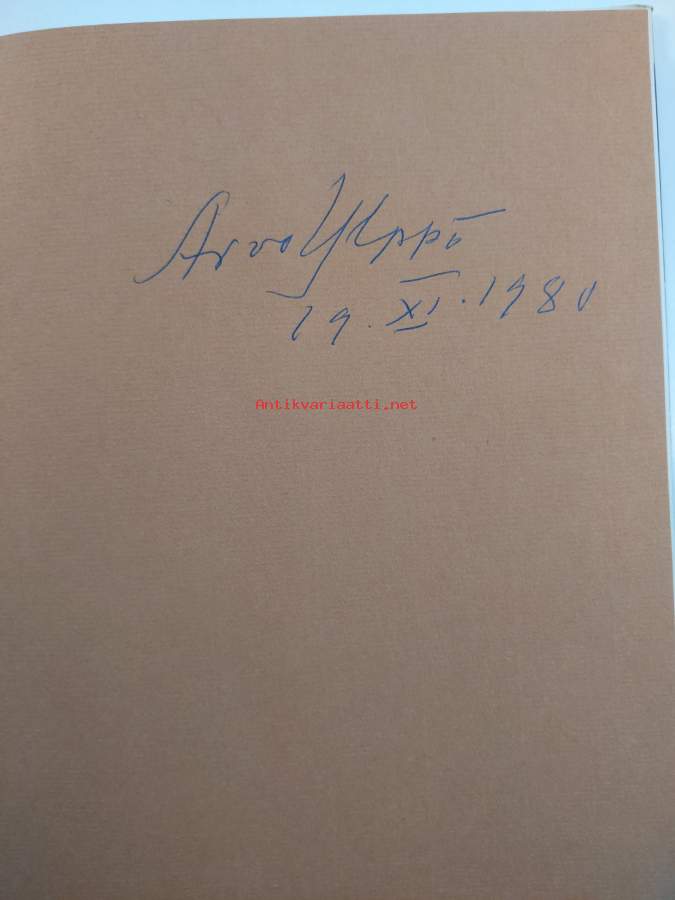 Arvo Ylppö
19. XI. 1980
Antikvariaatti.net